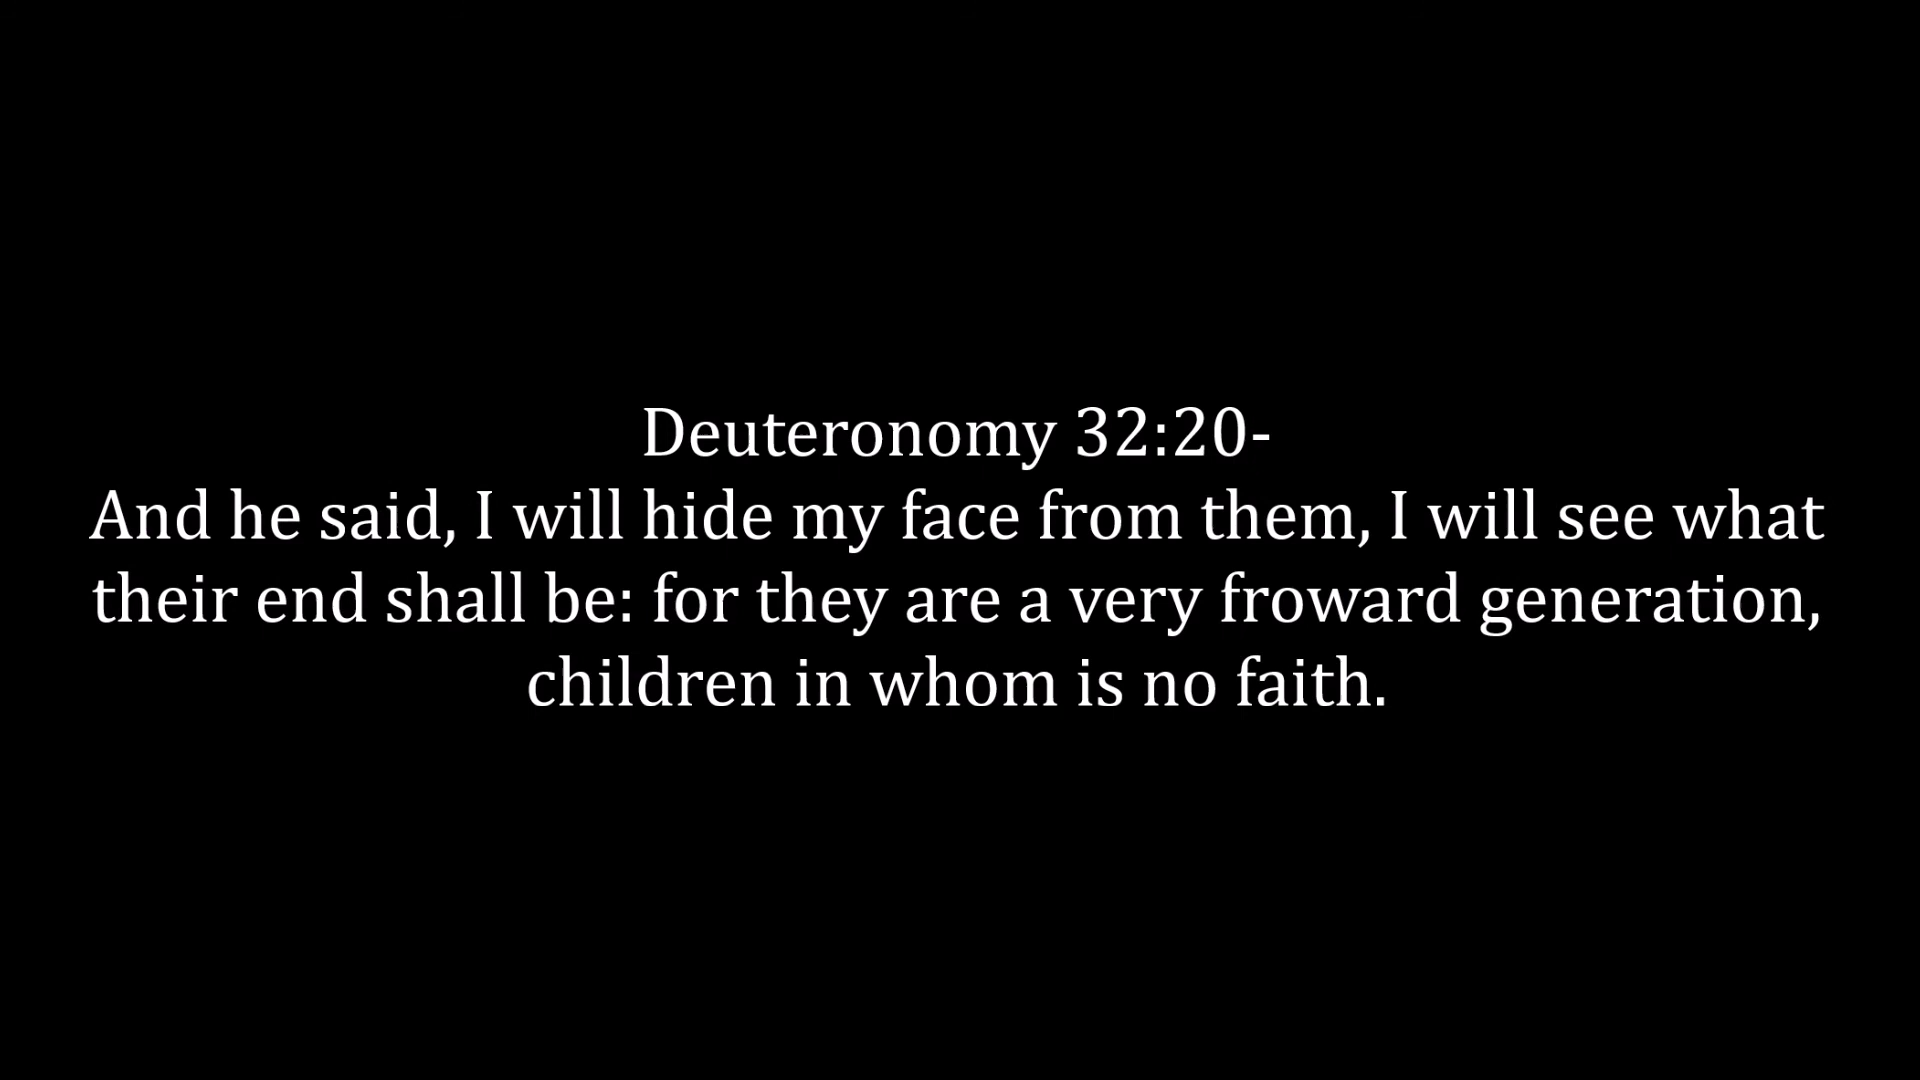 Deuteronomy 32:20-
And he said, I will hide my face from them, I will see what
their end shall be: for they are a very froward generation,
children in whom is no faith.